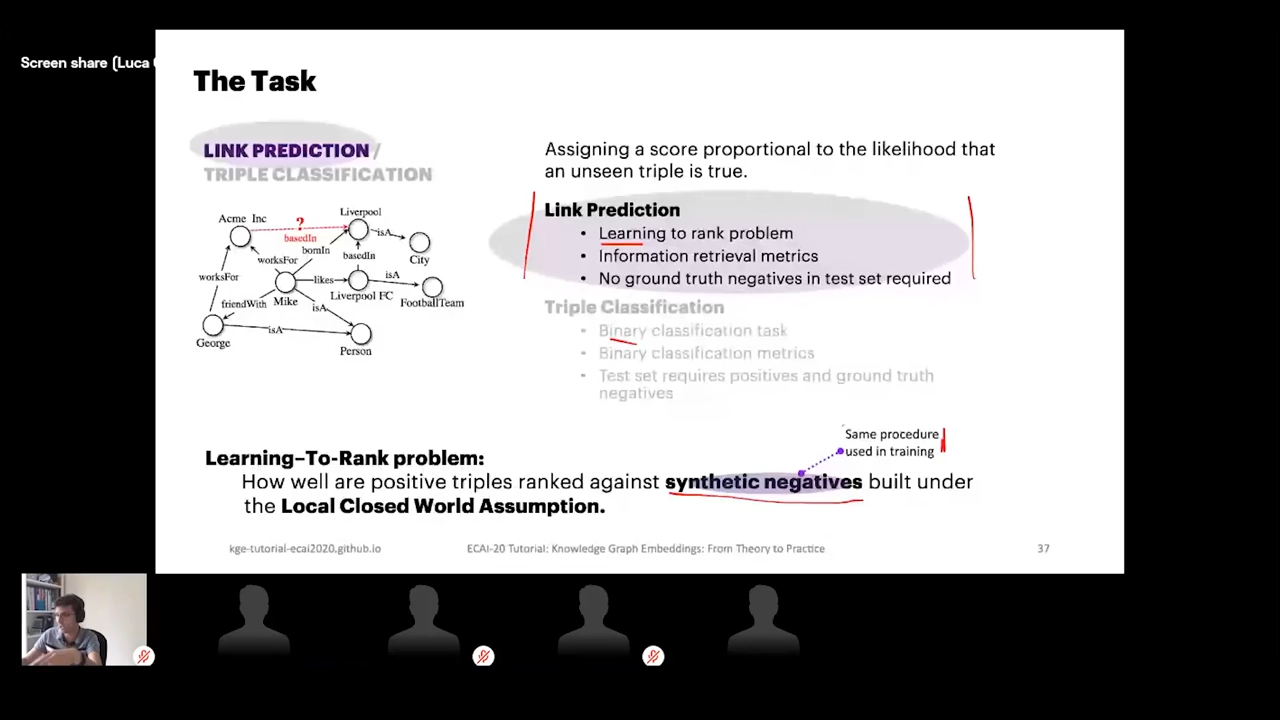 Screen share (Luca
The Task
LINK PREDICTION /
TRIPLE CLASSIFICATION
Assigning a score proportional to the likelihood that
an unseen triple is true.
Link Prediction
• Learning to rank problem
• Information retrieval metrics
• No ground truth negatives in test set required
Triple Classification
• Binary classification task
• Binary classification metrics
• Test set requires positives and ground truth
negatives
Acme Inc
?
Liverpool
basedIn
isA
bornIn
City
worksFor
basedIn
worksFor
likes
isA
Liverpool FC
FootballTeam
friendWith
Mike
isA
George
isA
Person
Same procedure
used in training
Learning–To-Rank problem:
How well are positive triples ranked against synthetic negatives built under
the Local Closed World Assumption.
kge-tutorial-ecai2020.github.io
ECAI-20 Tutorial: Knowledge Graph Embeddings: From Theory to Practice
37